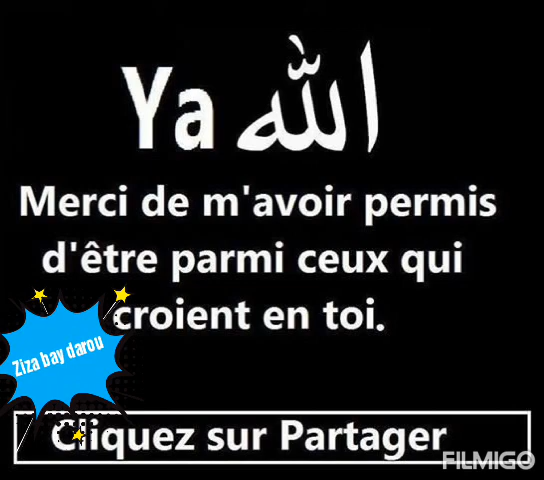 Ya الله
Merci de m'avoir permis
d'être parmi ceux qui
croient en toi.
Ziza bay darou
Cliquez sur Partager
FILMIGO